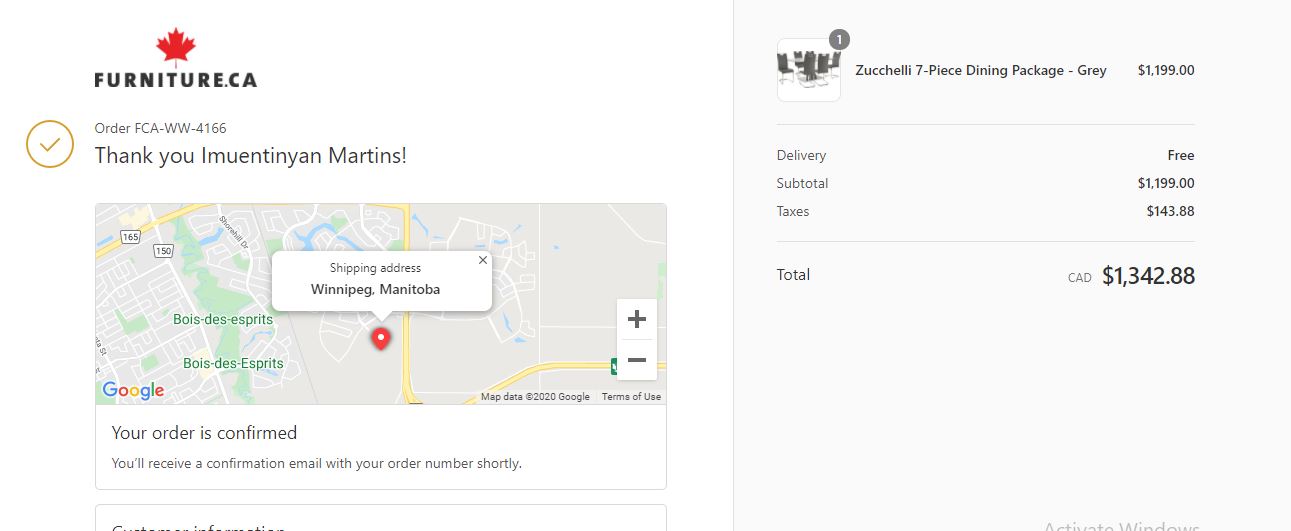 FURNITURE.CA
Order FCA-WW-4166
Thank you Imuentinyan Martins!
165
150
Shorehill Dr
Shipping address
Winnipeg, Manitoba
Bois-des-esprits
Bois-des-Esprits
Google
Map data ©2020 Google
Terms of Use
Your order is confirmed
You'll receive a confirmation email with your order number shortly.
Customer information
1
Zucchelli 7-Piece Dining Package - Grey $1,199.00
Delivery Free
Subtotal $1,199.00
Taxes $143.88
Total CAD $1,342.88
Activate Windows